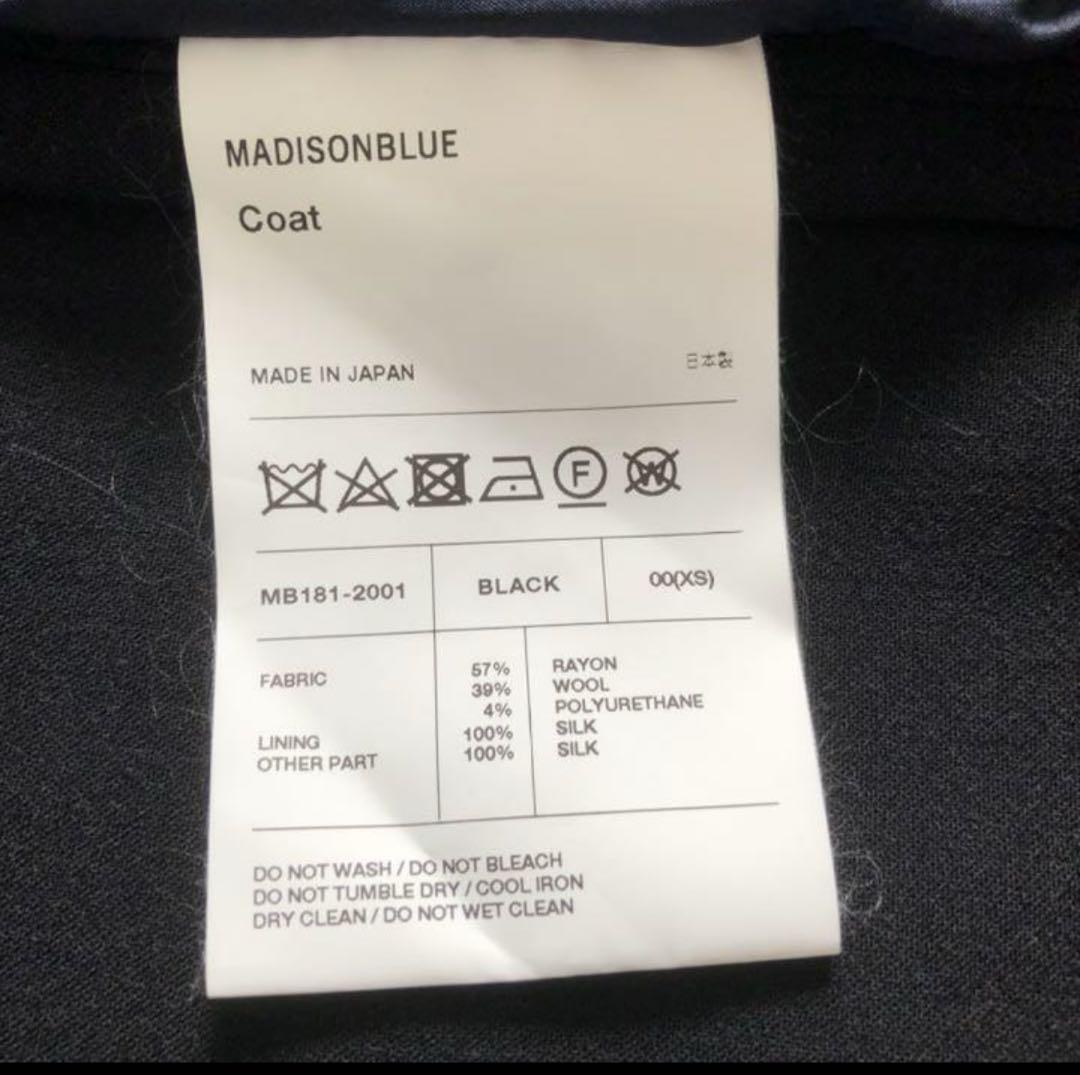 MADISONBLUE
Coat
MADE IN JAPAN 日本製
F W
MB181-2001 BLACK 00(XS)
FABRIC 57% RAYON
39% WOOL
4% POLYURETHANE
LINING 100% SILK
OTHER PART 100% SILK
DO NOT WASH / DO NOT BLEACH
DO NOT TUMBLE DRY / COOL IRON
DRY CLEAN / DO NOT WET CLEAN